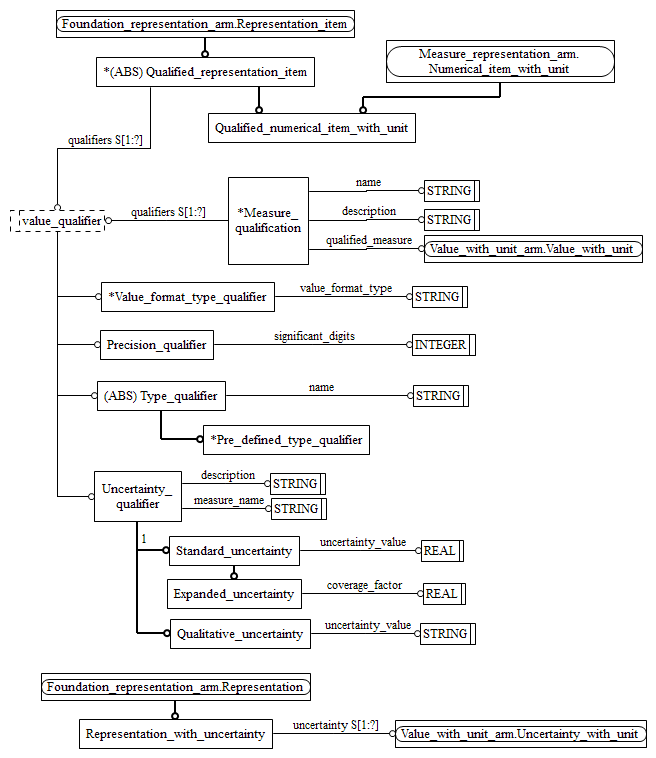 Foundation_representation_arm.Representation_item
*(ABS) Qualified_representation_item
Measure_representation_arm.
Numerical_item_with_unit
Qualified_numerical_item_with_unit
qualifiers S[1:?]
value_qualifier
qualifiers S[1:?]
*Measure_
qualification
name
STRING
description
STRING
qualified_measure
Value_with_unit_arm.Value_with_unit
*Value_format_type_qualifier
value_format_type
STRING
Precision_qualifier
significant_digits
INTEGER
(ABS) Type_qualifier
name
STRING
*Pre_defined_type_qualifier
Uncertainty_
qualifier
description
STRING
measure_name
STRING
1
Standard_uncertainty
uncertainty_value
REAL
Expanded_uncertainty
coverage_factor
REAL
Qualitative_uncertainty
uncertainty_value
STRING
Foundation_representation_arm.Representation
Representation_with_uncertainty
uncertainty S[1:?]
Value_with_unit_arm.Uncertainty_with_unit